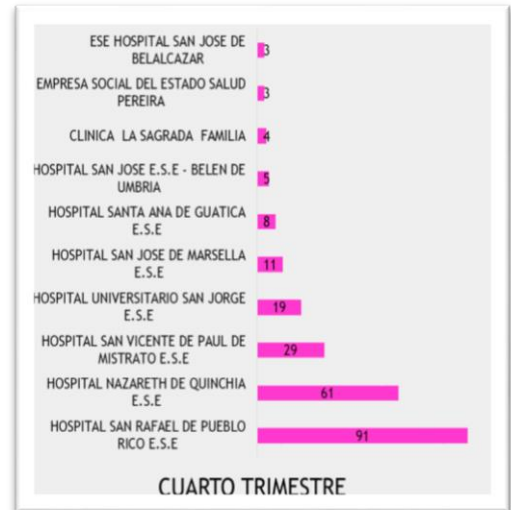 ESE HOSPITAL SAN JOSE DE
BELALCAZAR
3
EMPRESA SOCIAL DEL ESTADO SALUD
PEREIRA
3
CLINICA LA SAGRADA FAMILIA
4
HOSPITAL SAN JOSE E.S.E - BELEN DE
UMBRIA
5
HOSPITAL SANTA ANA DE GUATICA
E.S.E
8
HOSPITAL SAN JOSE DE MARSELLA
E.S.E
11
HOSPITAL UNIVERSITARIO SAN JORGE
E.S.E
19
HOSPITAL SAN VICENTE DE PAUL DE
MISTRATO E.S.E
29
HOSPITAL NAZARETH DE QUINCHIA
E.S.E
61
HOSPITAL SAN RAFAEL DE PUEBLO
RICO E.S.E
91
CUARTO TRIMESTRE